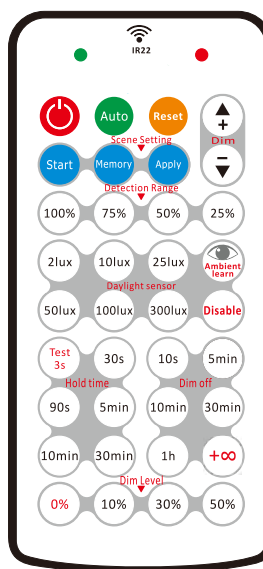 IR22
Auto Reset + Dim
Scene Setting
Start Memory Apply −
Detection Range
100% 75% 50% 25%
2lux 10lux 25lux Ambient learn
Daylight sensor
50lux 100lux 300lux Disable
Test 3s 30s 10s 5min
Hold time Dim off
90s 5min 10min 30min
10min 30min 1h +∞
Dim Level
0% 10% 30% 50%